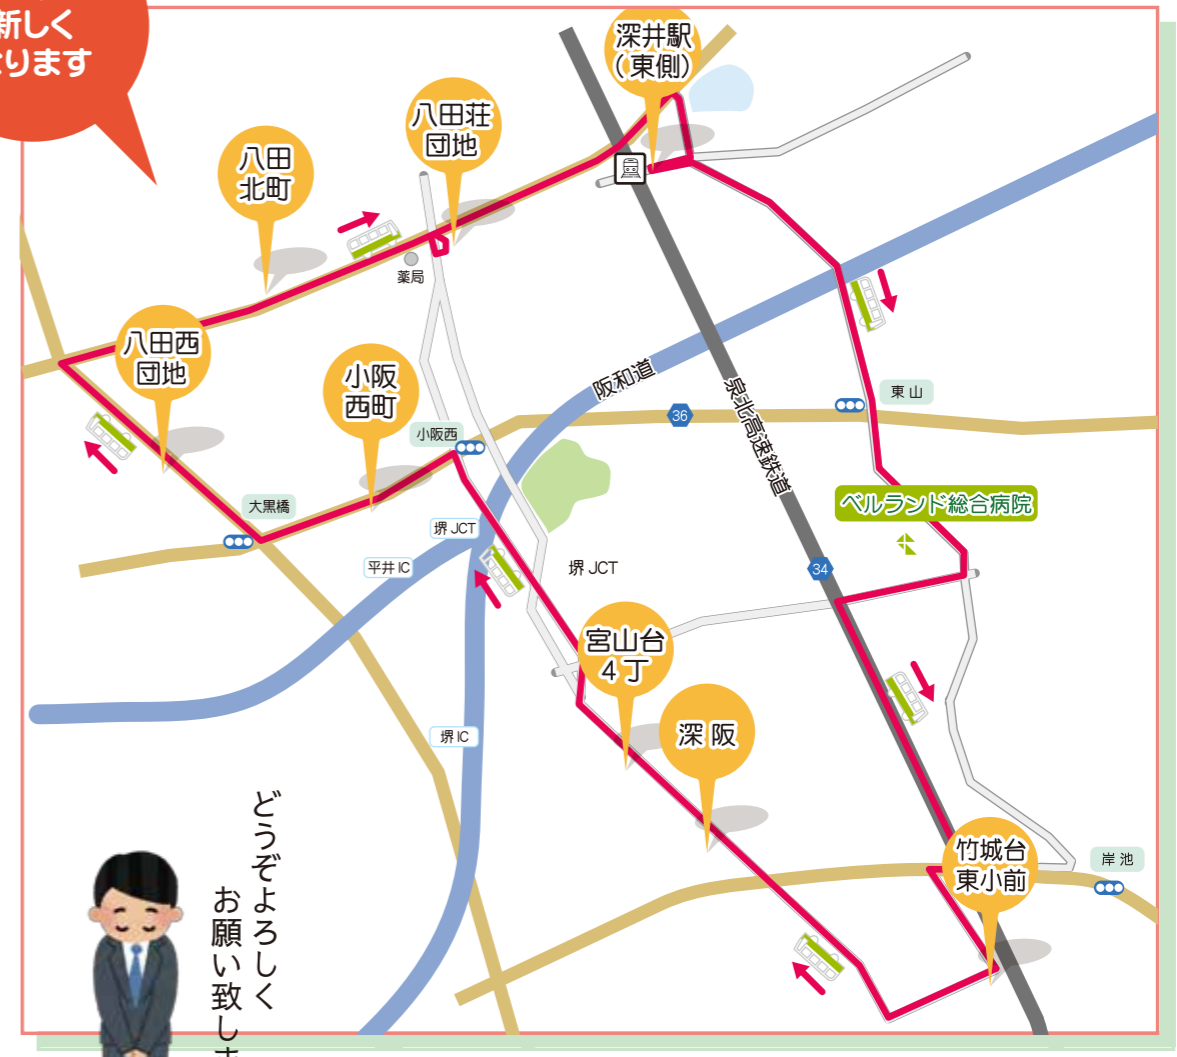 新しく
ります
深井駅
（東側）
八田荘
団地
八田
北町
薬局
八田西
団地
小阪
西町
阪和道
泉北高速鉄道
36
東山
小阪西
大黒橋
ベルランド総合病院
堺 JCT
平井 IC
堺 JCT
34
宮山台
４丁
深阪
堺 IC
竹城台
東小前
岸池
どうぞよろしく
お願い致しま